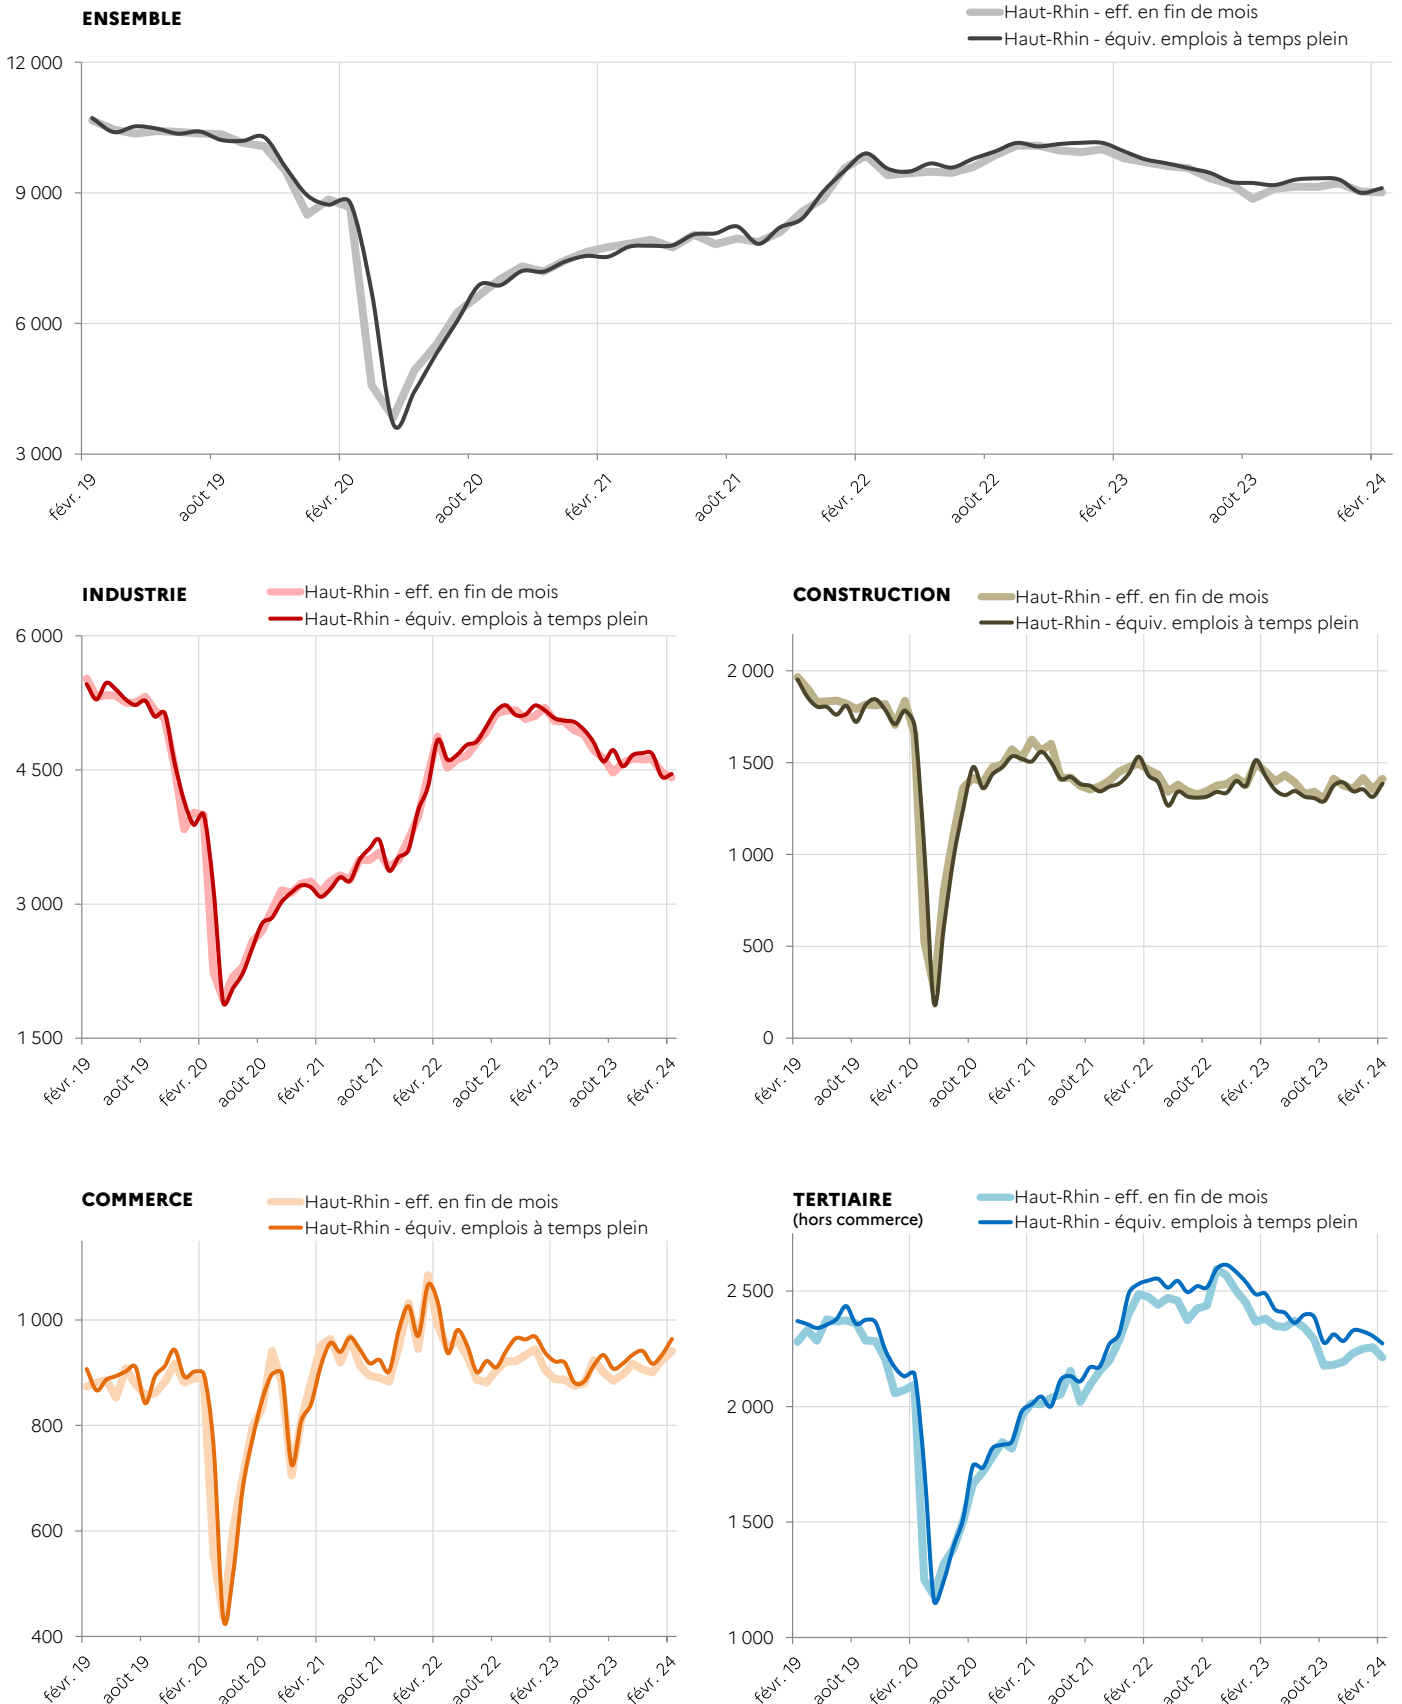 ENSEMBLE
Haut-Rhin - eff. en fin de mois
Haut-Rhin - équiv. emplois à temps plein
12 000
9 000
6 000
3 000
févr. 19
août 19
févr. 20
août 20
févr. 21
août 21
févr. 22
août 22
févr. 23
août 23
févr. 24
INDUSTRIE
Haut-Rhin - eff. en fin de mois
Haut-Rhin - équiv. emplois à temps plein
6 000
4 500
3 000
1 500
févr. 19
août 19
févr. 20
août 20
févr. 21
août 21
févr. 22
août 22
févr. 23
août 23
févr. 24
CONSTRUCTION
Haut-Rhin - eff. en fin de mois
Haut-Rhin - équiv. emplois à temps plein
2 000
1 500
1 000
500
0
févr. 19
août 19
févr. 20
août 20
févr. 21
août 21
févr. 22
août 22
févr. 23
août 23
févr. 24
COMMERCE
Haut-Rhin - eff. en fin de mois
Haut-Rhin - équiv. emplois à temps plein
1 000
800
600
400
févr. 19
août 19
févr. 20
août 20
févr. 21
août 21
févr. 22
août 22
févr. 23
août 23
févr. 24
TERTIAIRE
(hors commerce)
Haut-Rhin - eff. en fin de mois
Haut-Rhin - équiv. emplois à temps plein
2 500
2 000
1 500
1 000
févr. 19
août 19
févr. 20
août 20
févr. 21
août 21
févr. 22
août 22
févr. 23
août 23
févr. 24